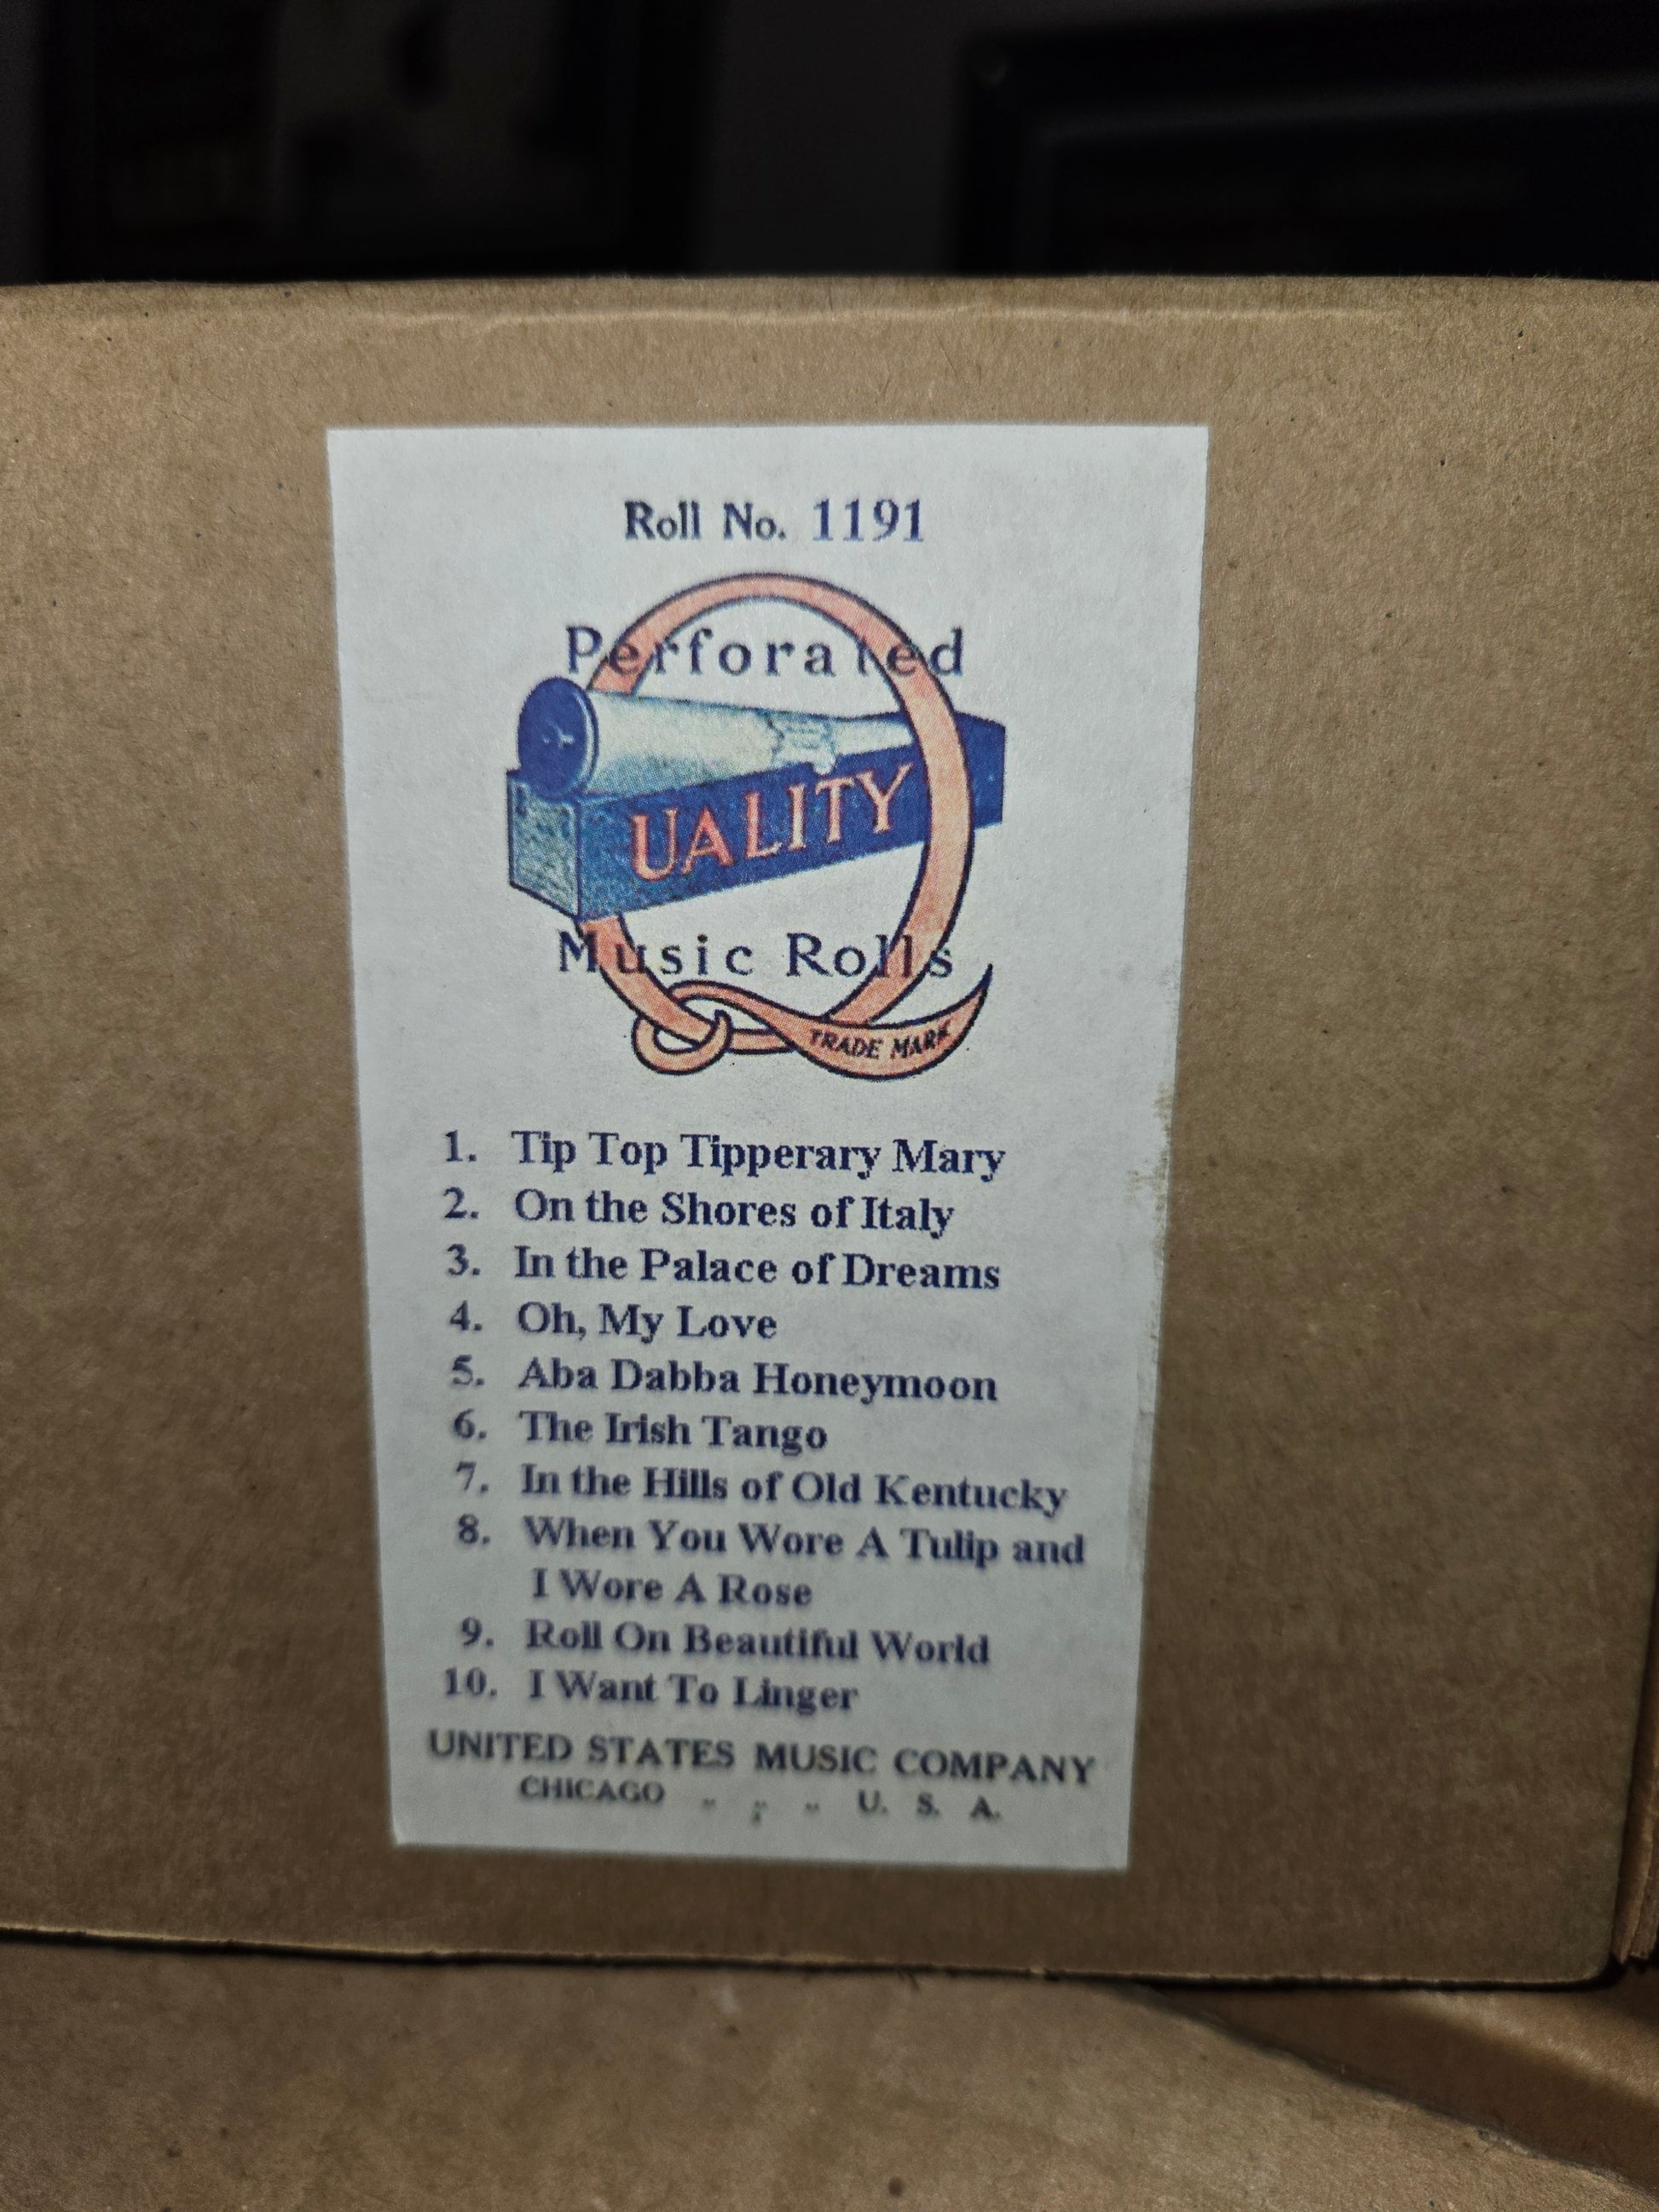 Roll No. 1191
Perforated
QUALITY
Music Rolls
TRADE MARK
1. Tip Top Tipperary Mary
2. On the Shores of Italy
3. In the Palace of Dreams
4. Oh, My Love
5. Aba Dabba Honeymoon
6. The Irish Tango
7. In the Hills of Old Kentucky
8. When You Wore A Tulip and
I Wore A Rose
9. Roll On Beautiful World
10. I Want To Linger
UNITED STATES MUSIC COMPANY
CHICAGO " ; " U. S. A.